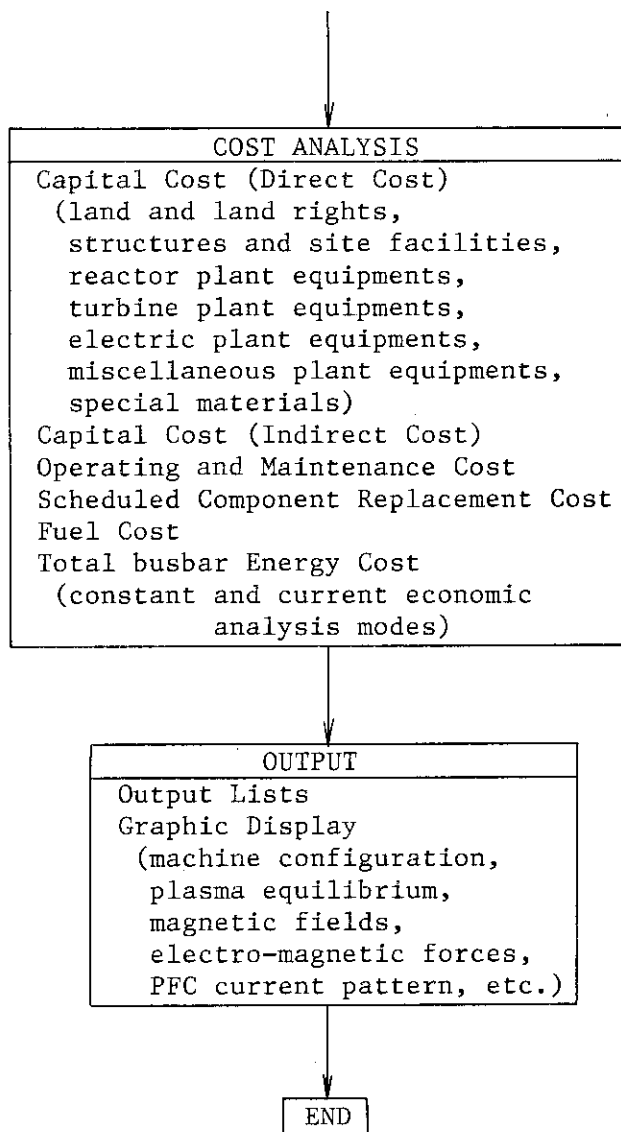 COST ANALYSIS
Capital Cost (Direct Cost)
(land and land rights,
structures and site facilities,
reactor plant equipments,
turbine plant equipments,
electric plant equipments,
miscellaneous plant equipments,
special materials)
Capital Cost (Indirect Cost)
Operating and Maintenance Cost
Scheduled Component Replacement Cost
Fuel Cost
Total busbar Energy Cost
(constant and current economic
analysis modes)
OUTPUT
Output Lists
Graphic Display
(machine configuration,
plasma equilibrium,
magnetic fields,
electro-magnetic forces,
PFC current pattern, etc.)
END